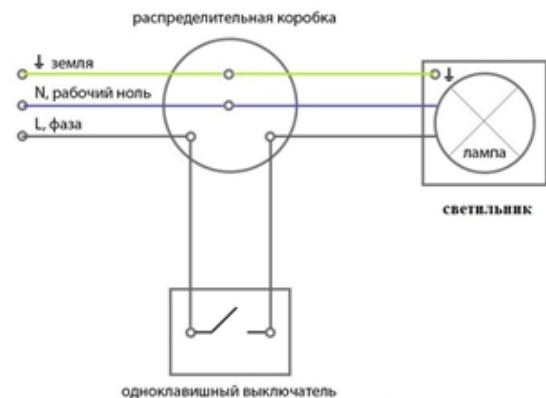 распределительная коробка
земля
N, рабочий ноль
L, фаза
лампа
светильник
одноклавишный выключатель